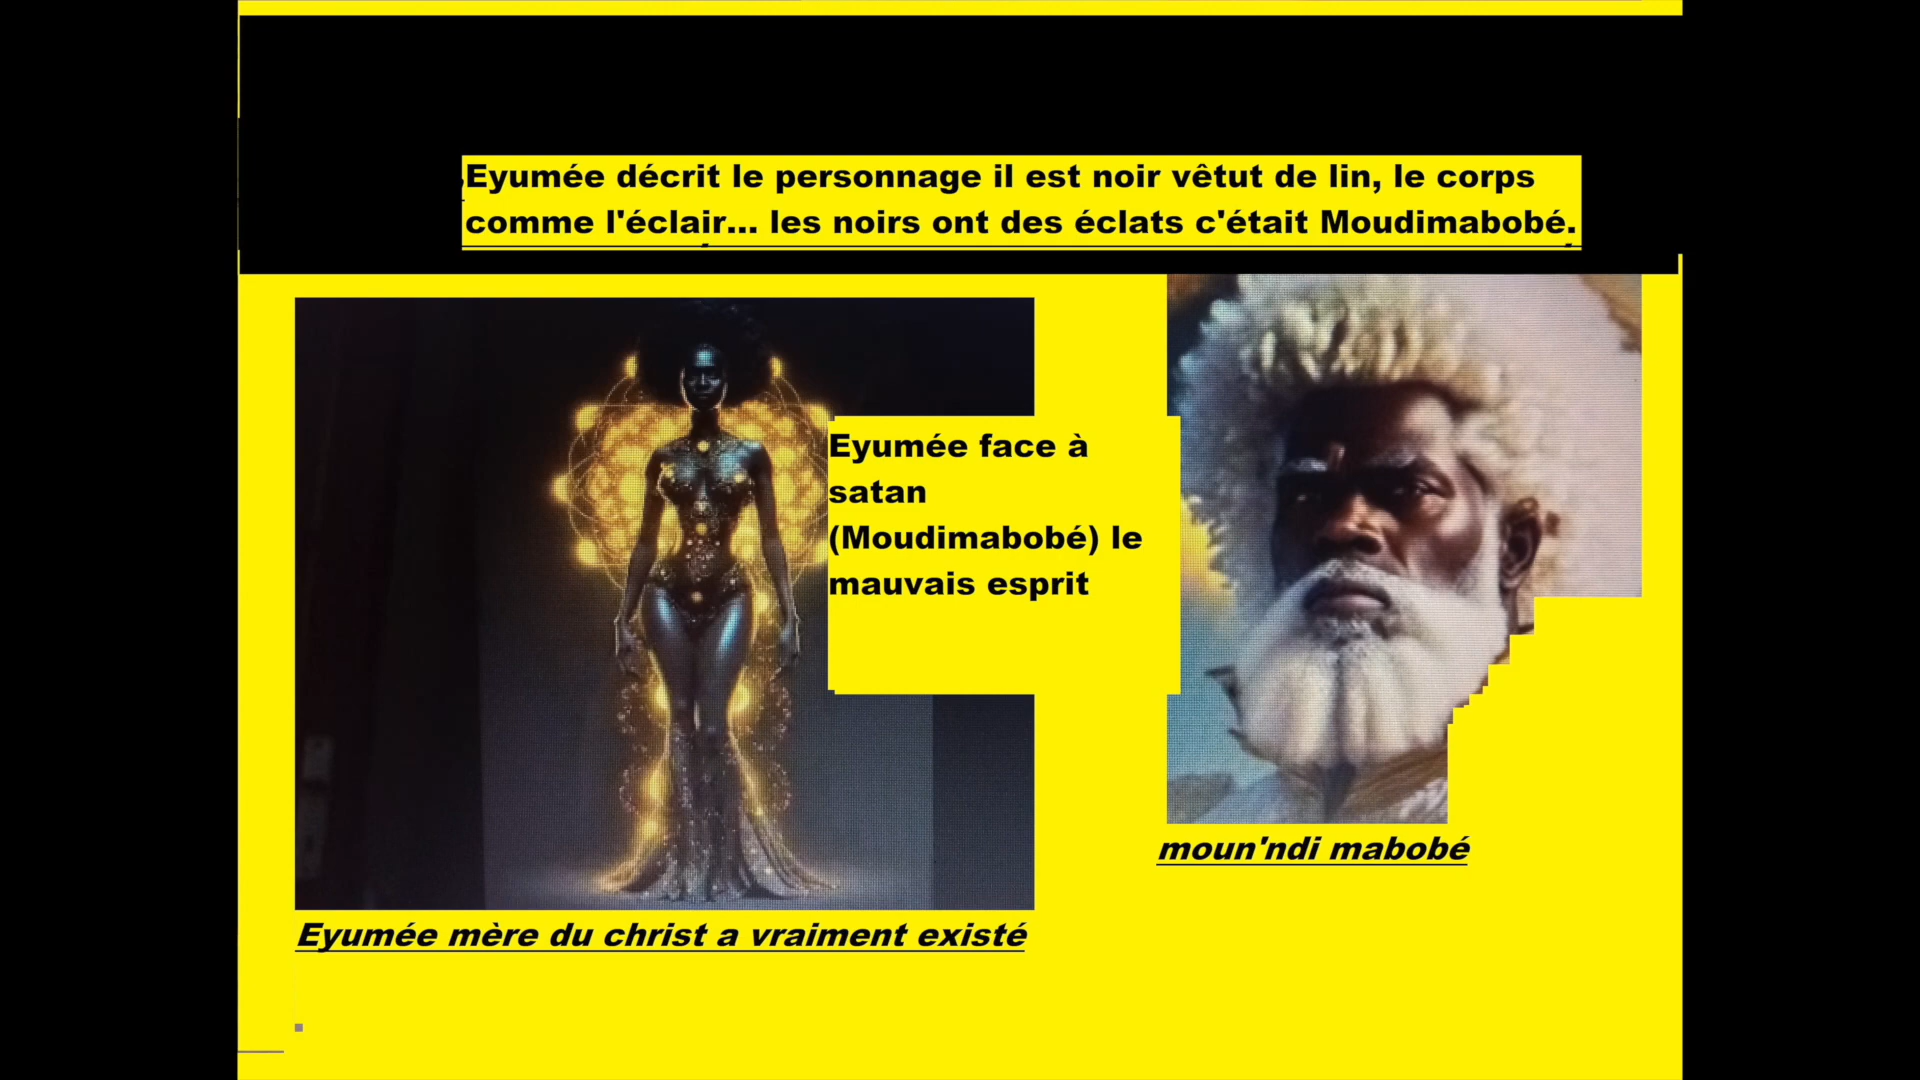 Eyumée décrit le personnage il est noir vêtut de lin, le corps
comme l'éclair... les noirs ont des éclats c'était Moudimabobé.
Eyumée face à
satan
(Moudimabobé) le
mauvais esprit
moun'ndi mabobé
Eyumée mère du christ a vraiment existé